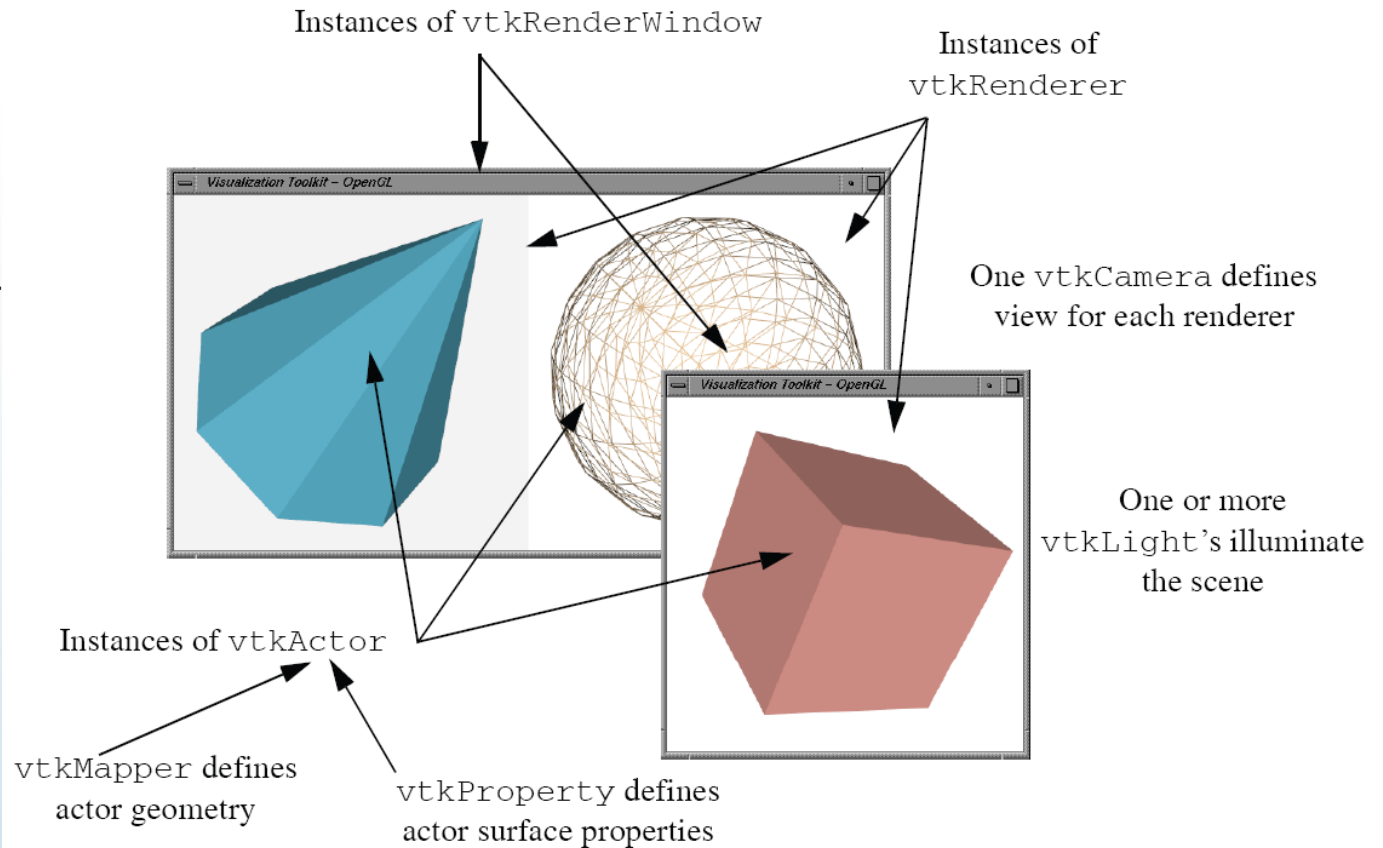 Instances of vtkRenderWindow
Instances of
vtkRenderer
Visualization Toolkit – OpenGL
One vtkCamera defines
view for each renderer
Visualization Toolkit – OpenGL
One or more
vtkLight’s illuminate
the scene
Instances of vtkActor
vtkMapper defines
actor geometry
vtkProperty defines
actor surface properties